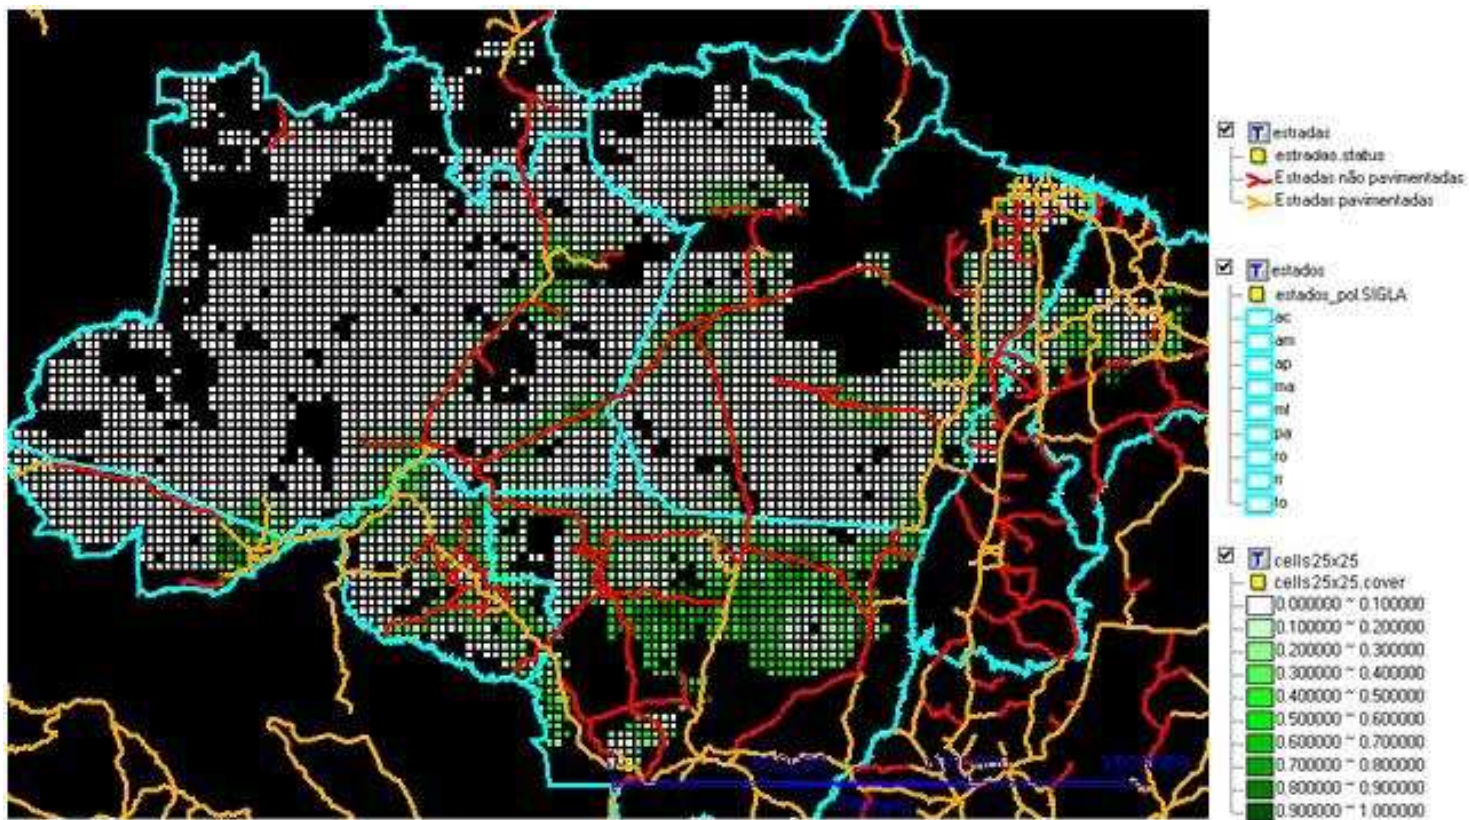 estradas
estradas.status
Estradas não pavimentadas
Estradas pavimentadas
estados
estados_pol.SIGLA
ac
am
ap
ma
mt
pa
ro
rr
to
cells25x25
cells25x25.cover
0.000000 ~ 0.100000
0.100000 ~ 0.200000
0.200000 ~ 0.300000
0.300000 ~ 0.400000
0.400000 ~ 0.500000
0.500000 ~ 0.600000
0.600000 ~ 0.700000
0.700000 ~ 0.800000
0.800000 ~ 0.900000
0.900000 ~ 1.000000